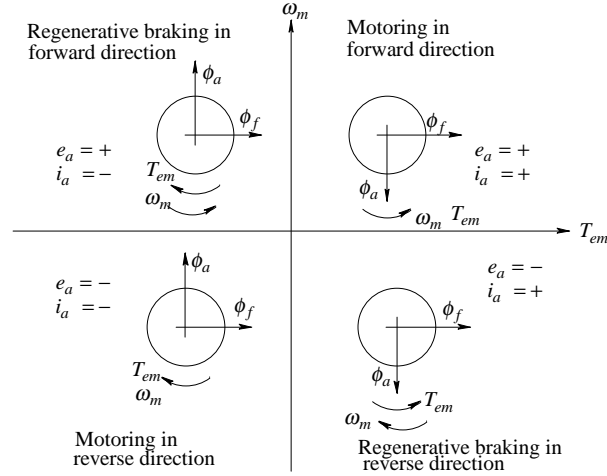 ω_m
Regenerative braking in
forward direction
ϕ_a
ϕ_f
e_a = +
i_a = −
T_em
ω_m
Motoring in
forward direction
ϕ_f
e_a = +
i_a = +
ϕ_a
ω_m T_em
T_em
ϕ_a
e_a = −
i_a = −
ϕ_f
T_em
ω_m
Motoring in
reverse direction
e_a = −
i_a = +
ϕ_f
ϕ_a
T_em
ω_m
Regenerative braking in
reverse direction